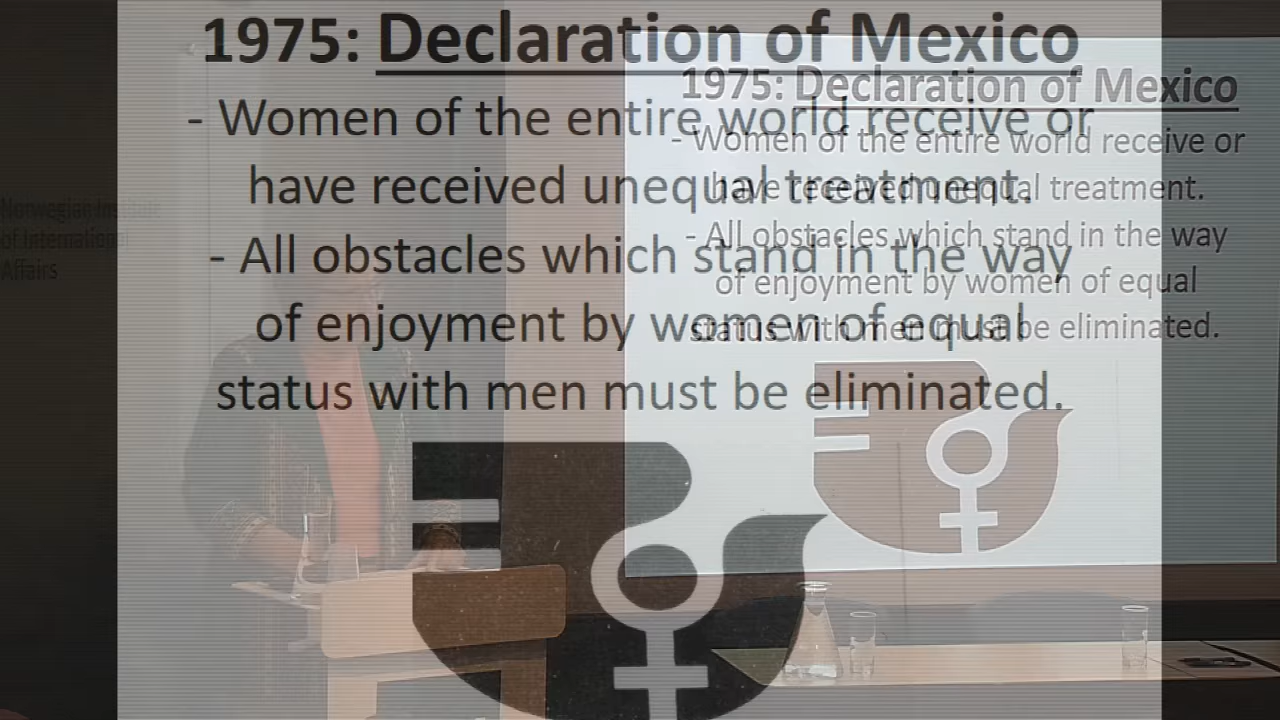 1975: Declaration of Mexico
- Women of the entire world receive or
have received unequal treatment.
- All obstacles which stand in the way
of enjoyment by women of equal
status with men must be eliminated.
1975: Declaration of Mexico
- Women of the entire world receive or
have received unequal treatment.
- All obstacles which stand in the way
of enjoyment by women of equal
status with men must be eliminated.
Norwegian Institute
of International
Affairs